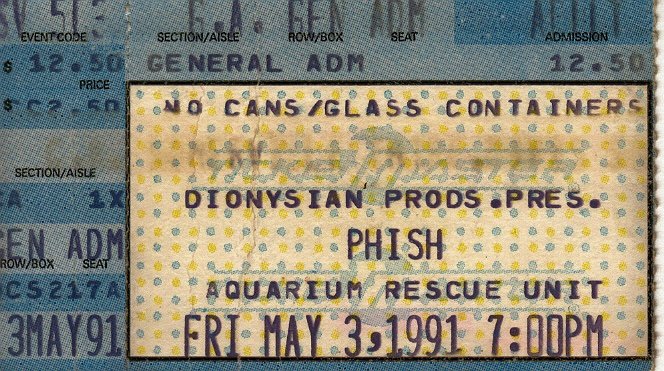 G.A. GEN ADM ADULT
EVENT CODE SECTION/AISLE ROW/BOX SEAT ADMISSION
$ 12.50 GENERAL ADM 12.50
PRICE
NO CANS/GLASS CONTAINERS
SECTION/AISLE
DIONYSIAN PRODS.PRES.
1X
GEN ADM PHISH
ROW/BOX SEAT
AQUARIUM RESCUE UNIT
CS217A
3MAY91 FRI MAY 3,1991 7:00PM